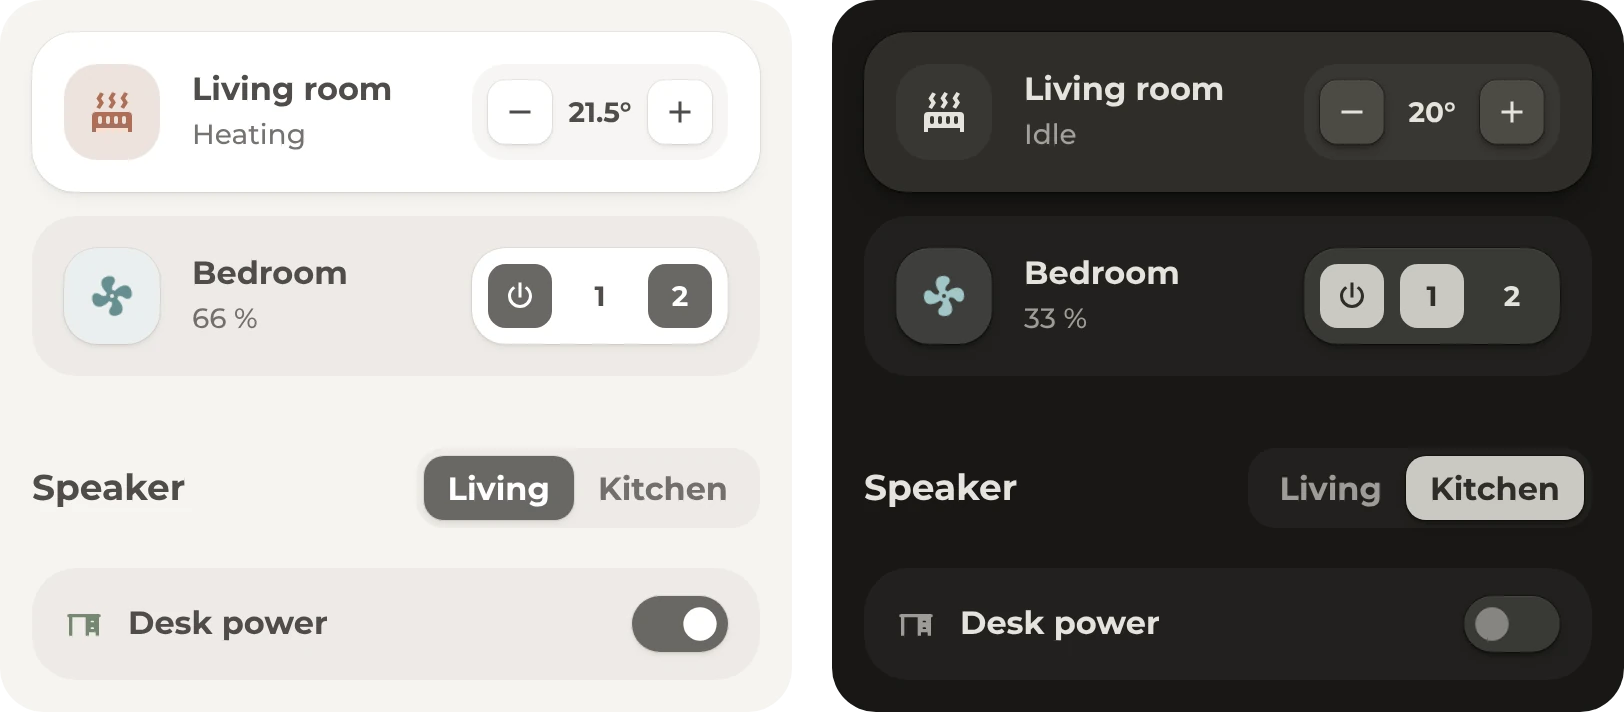 Living room
Heating
21.5°
Bedroom
66 %
1
2
Speaker
Living
Kitchen
Desk power
Living room
Idle
20°
Bedroom
33 %
1
2
Speaker
Living
Kitchen
Desk power